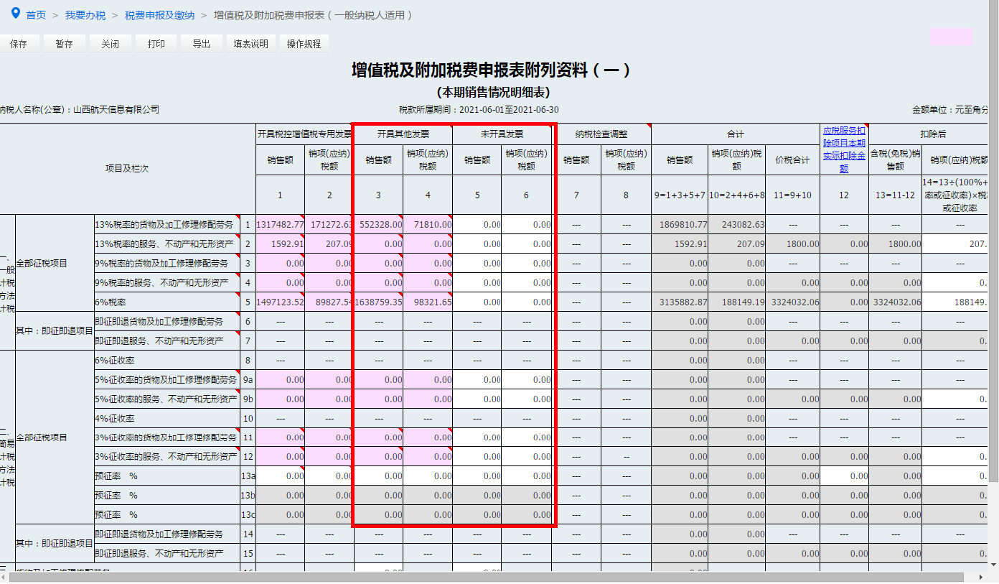 首页 > 我要办税 > 税费申报及缴纳 > 增值税及附加税费申报表（一般纳税人适用）
保存 暂存 关闭 打印 导出 填表说明 操作规程
增值税及附加税费申报表附列资料（一）
(本期销售情况明细表)
纳税人名称(公章)：山西航天信息有限公司 税款所属期间：2021-06-01至2021-06-30 金额单位：元至角分
项目及栏次 开具税控增值税专用发票 开具其他发票 未开具发票 纳税检查调整 合计 应税服务扣除项目本期实际扣除金额 扣除后
销售额 销项(应纳)税额 销售额 销项(应纳)税额 销售额 销项(应纳)税额 销售额 销项(应纳)税额 销售额 销项(应纳)税额 价税合计 含税(免税)销售额 销项(应纳)税额
1 2 3 4 5 6 7 8 9=1+3+5+7 10=2+4+6+8 11=9+10 12 13=11-12 14=13÷(100%+
率或征收率)×税
或征收率
一、一般计税方法计税
全部征税项目
13%税率的货物及加工修理修配劳务 1 1317482.77 171272.63 552328.00 71810.00 0.00 0.00 --- --- 1869810.77 243082.63 --- --- --- ---
13%税率的服务、不动产和无形资产 2 1592.91 207.09 0.00 0.00 0.00 0.00 --- --- 1592.91 207.09 1800.00 0.00 1800.00 207.
9%税率的货物及加工修理修配劳务 3 0.00 0.00 0.00 0.00 0.00 0.00 --- --- 0.00 0.00 --- --- --- ---
9%税率的服务、不动产和无形资产 4 0.00 0.00 0.00 0.00 0.00 0.00 --- --- 0.00 0.00 0.00 0.00 0.00 0.
6%税率 5 1497123.52 89827.54 1638759.35 98321.65 0.00 0.00 --- --- 3135882.87 188149.19 3324032.06 0.00 3324032.06 188149.
其中：即征即退项目
即征即退货物及加工修理修配劳务 6 --- --- --- --- --- --- --- --- 0.00 0.00 --- --- --- ---
即征即退服务、不动产和无形资产 7 --- --- --- --- --- --- --- --- 0.00 0.00 0.00 0.00 0.00 0.
二、简易计税方法计税
全部征税项目
6%征收率 8 --- --- --- --- --- --- --- --- 0.00 0.00 --- --- --- ---
5%征收率的货物及加工修理修配劳务 9a 0.00 0.00 0.00 0.00 0.00 0.00 --- --- 0.00 0.00 --- --- --- ---
5%征收率的服务、不动产和无形资产 9b 0.00 0.00 0.00 0.00 0.00 0.00 --- --- 0.00 0.00 0.00 0.00 0.00 0.
4%征收率 10 --- --- --- --- --- --- --- --- 0.00 0.00 --- --- --- ---
3%征收率的货物及加工修理修配劳务 11 0.00 0.00 0.00 0.00 0.00 0.00 --- --- 0.00 0.00 --- --- --- ---
3%征收率的服务、不动产和无形资产 12 0.00 0.00 0.00 0.00 0.00 0.00 --- -- 0.00 0.00 0.00 0.00 0.00 0.
预征率 % 13a 0.00 0.00 0.00 0.00 0.00 0.00 --- --- 0.00 0.00 0.00 0.00 0.00 0.
预征率 % 13b 0.00 0.00 0.00 0.00 0.00 0.00 --- --- 0.00 0.00 0.00 0.00 0.00 0.
预征率 % 13c 0.00 0.00 0.00 0.00 0.00 0.00 --- --- 0.00 0.00 0.00 0.00 0.00 0.
其中：即征即退项目
即征即退货物及加工修理修配劳务 14 --- --- --- --- --- --- --- --- 0.00 0.00 --- --- --- ---
即征即退服务、不动产和无形资产 15 --- --- --- --- --- --- --- --- 0.00 0.00 0.00 0.00 0.00 0.